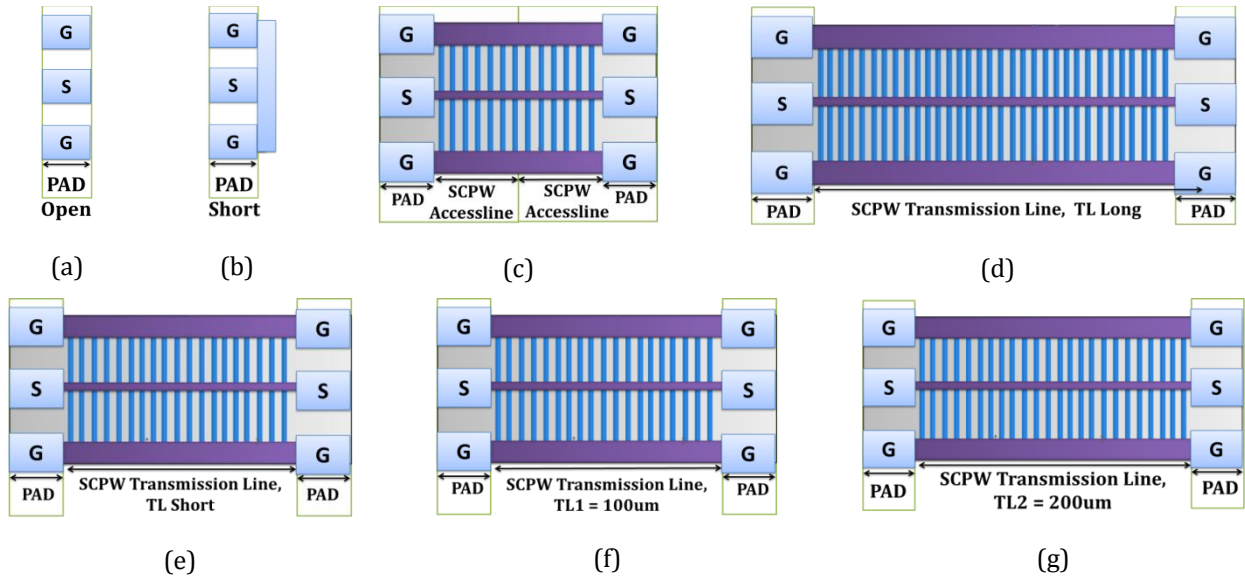 G
S
G
PAD
Open
(a)
G
S
G
PAD
Short
(b)
G
G
S
S
G
G
PAD
SCPW
Accessline
SCPW
Accessline
PAD
(c)
G
G
S
S
G
G
PAD
SCPW Transmission Line, TL Long
PAD
(d)
G
G
S
S
G
G
PAD
SCPW Transmission Line,
TL Short
PAD
(e)
G
G
S
S
G
G
PAD
SCPW Transmission Line,
TL1 = 100um
PAD
(f)
G
G
S
S
G
G
PAD
SCPW Transmission Line,
TL2 = 200um
PAD
(g)